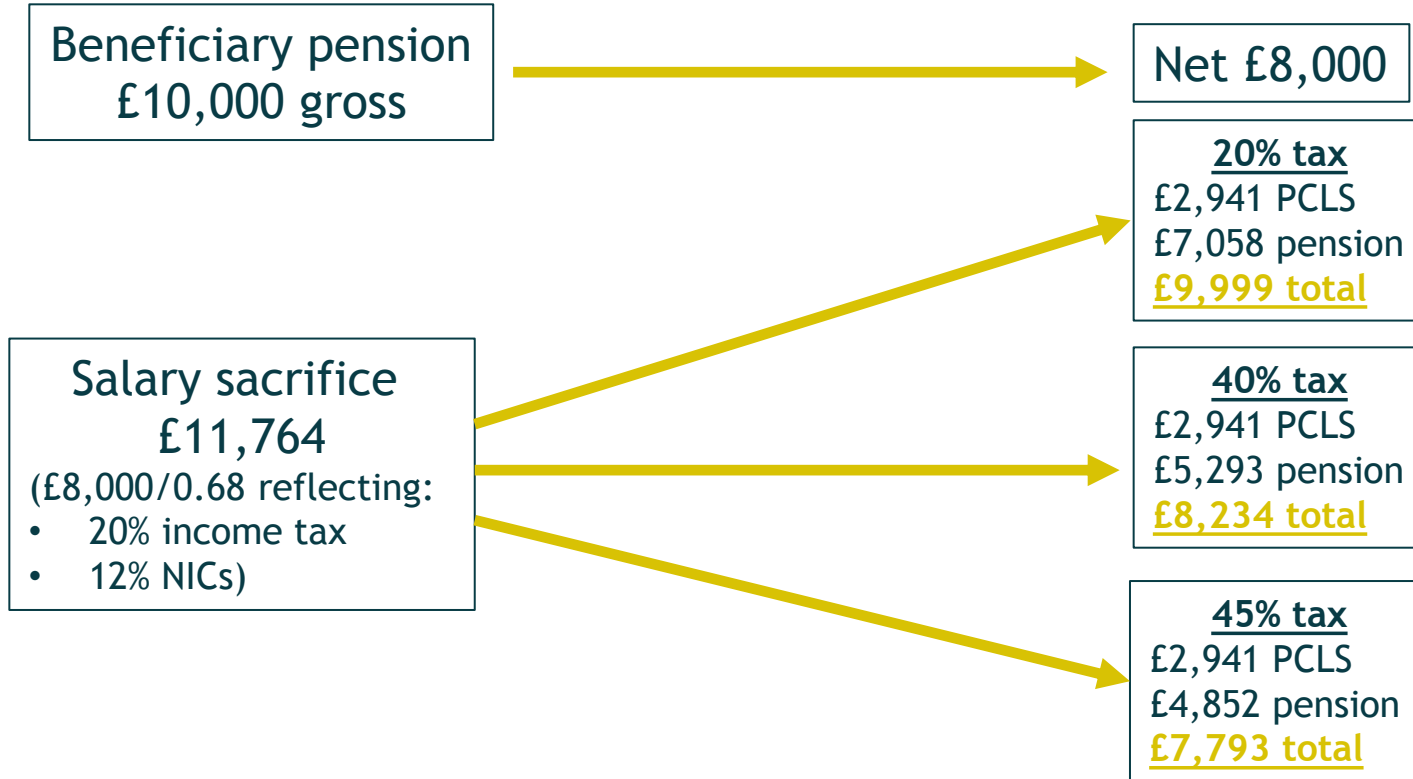 Beneficiary pension
£10,000 gross
Net £8,000
20% tax
£2,941 PCLS
£7,058 pension
£9,999 total
Salary sacrifice
£11,764
(£8,000/0.68 reflecting:
• 20% income tax
• 12% NICs)
40% tax
£2,941 PCLS
£5,293 pension
£8,234 total
45% tax
£2,941 PCLS
£4,852 pension
£7,793 total